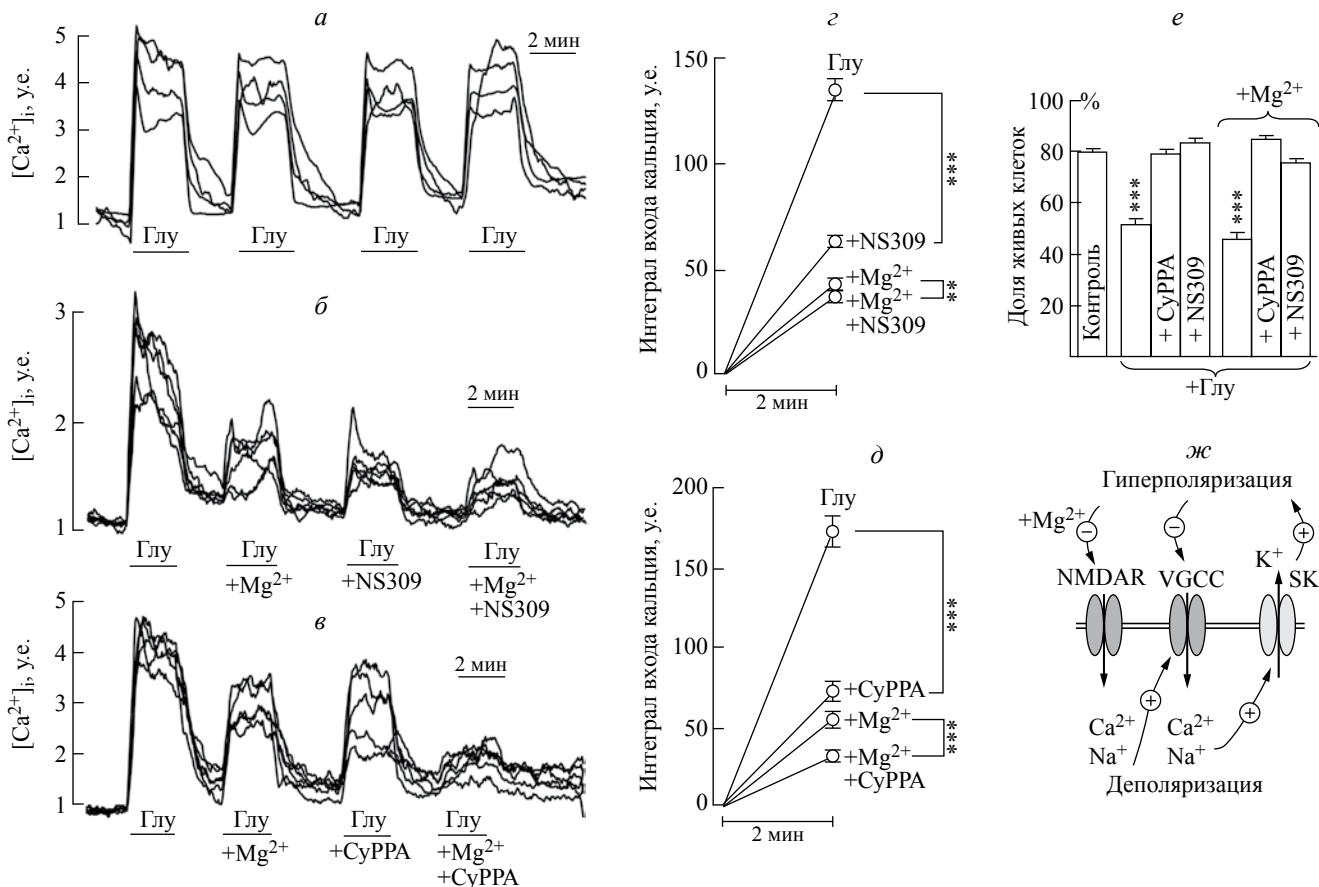 а
[Ca²⁺]ᵢ, у.е.
5
4
3
2
1
2 мин
Глу Глу Глу Глу
б
[Ca²⁺]ᵢ, у.е.
3
2
1
2 мин
Глу Глу Глу Глу
+Mg²⁺ +NS309 +Mg²⁺
+NS309
в
[Ca²⁺]ᵢ, у.е.
5
4
3
2
1
2 мин
Глу Глу Глу Глу
+Mg²⁺ +CyPPA +Mg²⁺
+CyPPA
г
Интеграл входа кальция, у.е.
150
100
50
0
Глу
***
+NS309
+Mg²⁺
**
+Mg²⁺
+NS309
2 мин
д
Интеграл входа кальция, у.е.
200
150
100
50
0
Глу
***
+CyPPA
+Mg²⁺
***
+Mg²⁺
+CyPPA
2 мин
е
Доля живых клеток
100
80
60
40
20
%
+Mg²⁺
Контроль
***
+ CyPPA
+ NS309
***
+ CyPPA
+ NS309
+Глу
ж
Гиперполяризация
+Mg²⁺
− − +
K⁺
NMDAR VGCC SK
+ +
Ca²⁺ Ca²⁺
Na⁺ Na⁺
Деполяризация